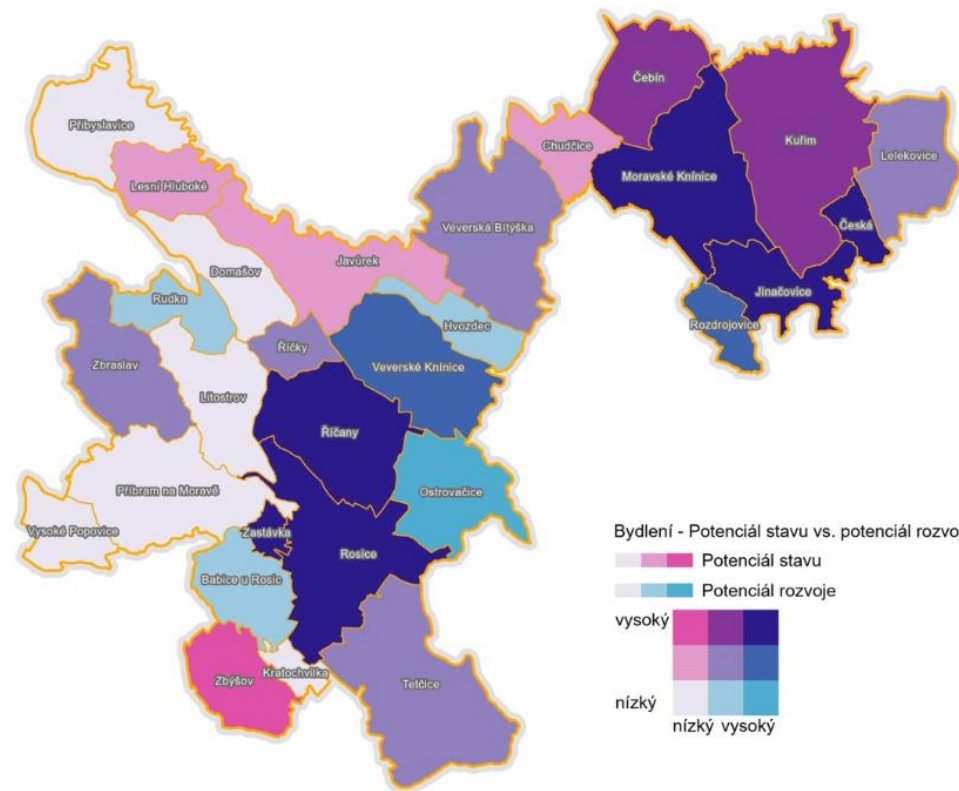 Čebín
Přibyslavice
Kuřim
Chudčice
Lelekovice
Moravské Knínice
Lesní Hluboké
Veverská Bítýška
Česká
Domašov
Javůrek
Jinačovice
Rudka
Rozdrojovice
Hvozdec
Říčky
Zbraslav
Veverské Knínice
Litostrov
Říčany
Příbram na Moravě
Ostrovačice
Vysoké Popovice
Zastávka
Rosice
Babice u Rosic
Kratochvilka
Zbýšov
Tetčice
Bydlení - Potenciál stavu vs. potenciál rozvo
Potenciál stavu
Potenciál rozvoje
vysoký
nízký
nízký vysoký